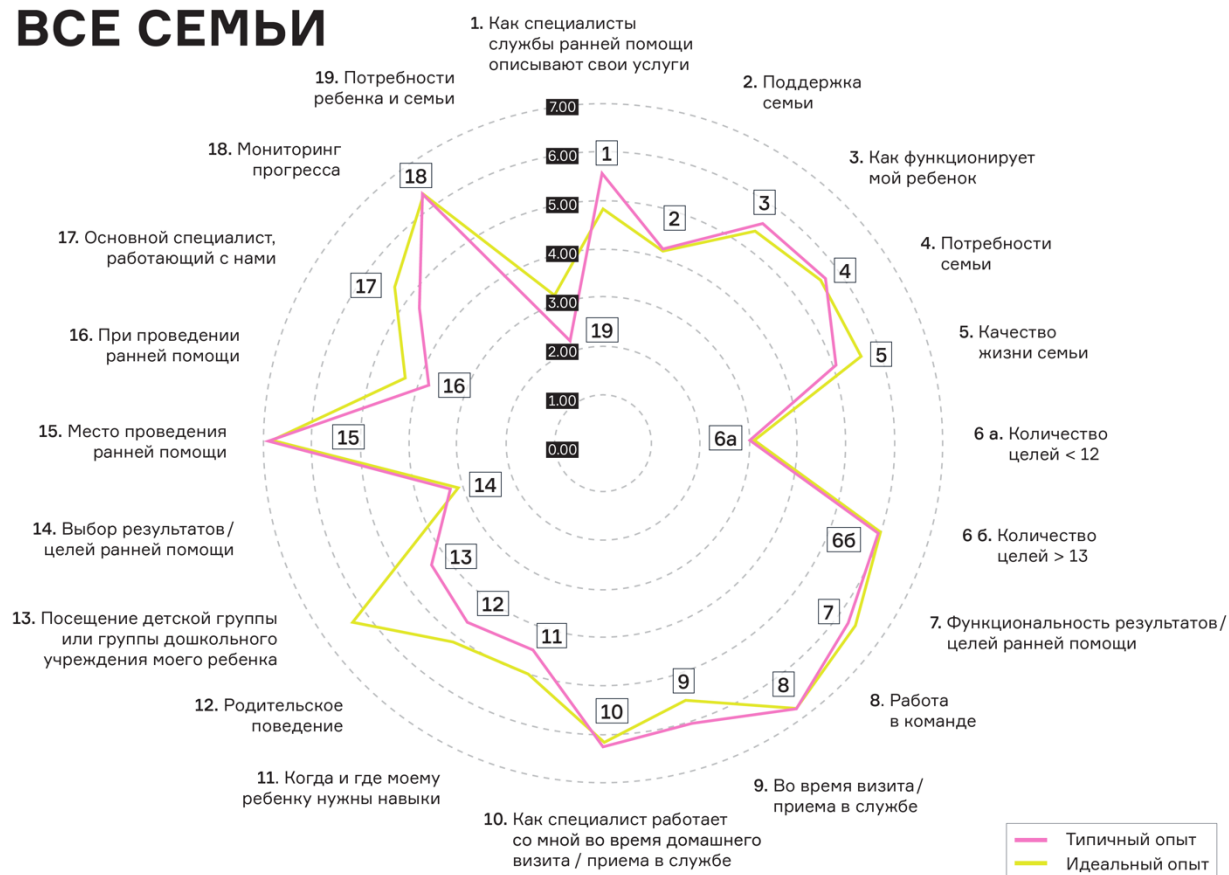 ВСЕ СЕМЬИ
1. Как специалисты
службы ранней помощи
описывают свои услуги
2. Поддержка
семьи
3. Как функционирует
мой ребенок
4. Потребности
семьи
5. Качество
жизни семьи
6 а. Количество
целей < 12
6 б. Количество
целей > 13
7. Функциональность результатов/
целей ранней помощи
8. Работа
в команде
9. Во время визита/
приема в службе
10. Как специалист работает
со мной во время домашнего
визита / приема в службе
11. Когда и где моему
ребенку нужны навыки
12. Родительское
поведение
13. Посещение детской группы
или группы дошкольного
учреждения моего ребенка
14. Выбор результатов/
целей ранней помощи
15. Место проведения
ранней помощи
16. При проведении
ранней помощи
17. Основной специалист,
работающий с нами
18. Мониторинг
прогресса
19. Потребности
ребенка и семьи
7.00
6.00
5.00
4.00
3.00
2.00
1.00
0.00
1
2
3
4
5
6а
6б
7
8
9
10
11
12
13
14
15
16
17
18
19
Типичный опыт
Идеальный опыт